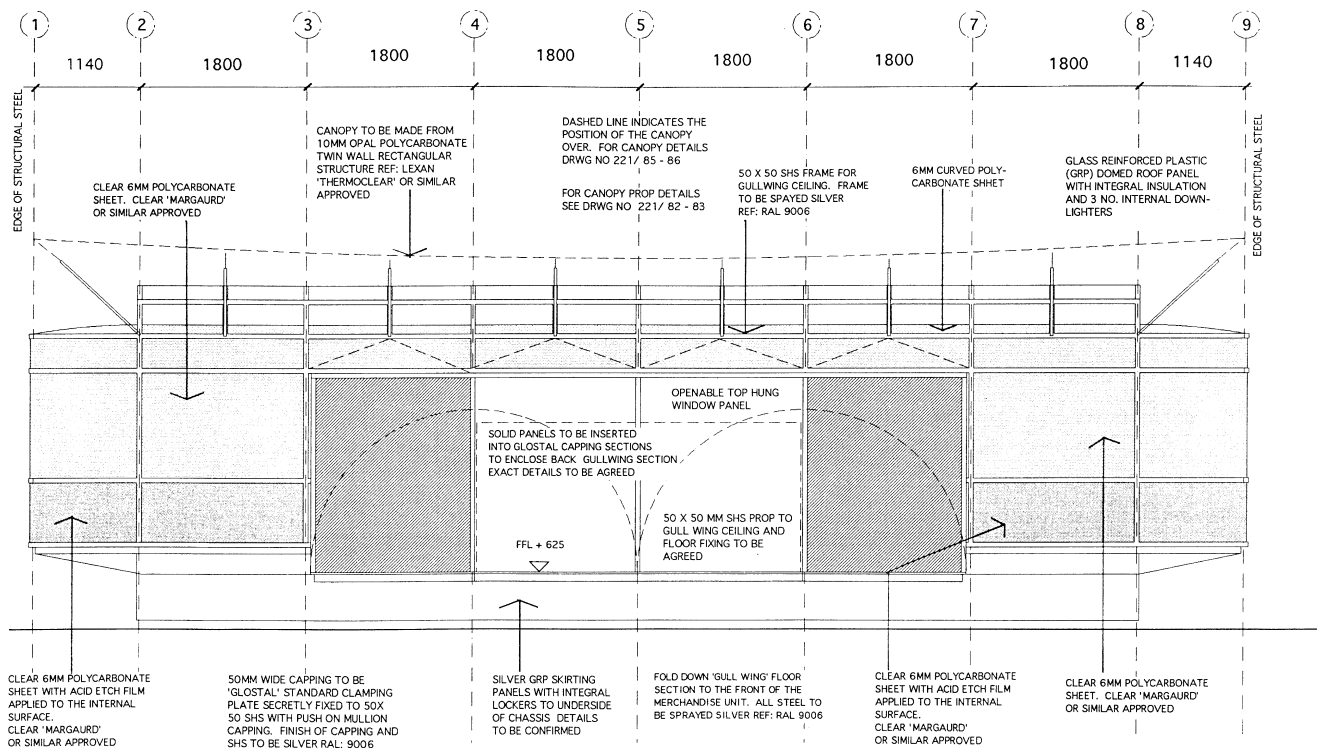 1 2 3 4 5 6 7 8 9
1140 1800 1800 1800 1800 1800 1800 1140
EDGE OF STRUCTURAL STEEL
CLEAR 6MM POLYCARBONATE
SHEET. CLEAR 'MARGAURD'
OR SIMILAR APPROVED
CANOPY TO BE MADE FROM
10MM OPAL POLYCARBONATE
TWIN WALL RECTANGULAR
STRUCTURE REF: LEXAN
'THERMOCLEAR' OR SIMILAR
APPROVED
DASHED LINE INDICATES THE
POSITION OF THE CANOPY
OVER. FOR CANOPY DETAILS
DRWG NO 221/ 85 - 86
FOR CANOPY PROP DETAILS
SEE DRWG NO 221/ 82 - 83
50 X 50 SHS FRAME FOR
GULLWING CEILING. FRAME
TO BE SPAYED SILVER
REF: RAL 9006
6MM CURVED POLY-
CARBONATE SHHET
GLASS REINFORCED PLASTIC
(GRP) DOMED ROOF PANEL
WITH INTEGRAL INSULATION
AND 3 NO. INTERNAL DOWN-
LIGHTERS
EDGE OF STRUCTURAL STEEL
OPENABLE TOP HUNG
WINDOW PANEL
SOLID PANELS TO BE INSERTED
INTO GLOSTAL CAPPING SECTIONS
TO ENCLOSE BACK GULLWING SECTION
EXACT DETAILS TO BE AGREED
50 X 50 MM SHS PROP TO
GULL WING CEILING AND
FLOOR FIXING TO BE
AGREED
FFL + 625
CLEAR 6MM POLYCARBONATE
SHEET WITH ACID ETCH FILM
APPLIED TO THE INTERNAL
SURFACE.
CLEAR 'MARGAURD'
OR SIMILAR APPROVED
50MM WIDE CAPPING TO BE
'GLOSTAL' STANDARD CLAMPING
PLATE SECRETLY FIXED TO 50X
50 SHS WITH PUSH ON MULLION
CAPPING. FINISH OF CAPPING AND
SHS TO BE SILVER RAL: 9006
SILVER GRP SKIRTING
PANELS WITH INTEGRAL
LOCKERS TO UNDERSIDE
OF CHASSIS DETAILS
TO BE CONFIRMED
FOLD DOWN 'GULL WING' FLOOR
SECTION TO THE FRONT OF THE
MERCHANDISE UNIT. ALL STEEL TO
BE SPRAYED SILVER REF: RAL 9006
CLEAR 6MM POLYCARBONATE
SHEET WITH ACID ETCH FILM
APPLIED TO THE INTERNAL
SURFACE.
CLEAR 'MARGAURD'
OR SIMILAR APPROVED
CLEAR 6MM POLYCARBONATE
SHEET. CLEAR 'MARGAURD'
OR SIMILAR APPROVED